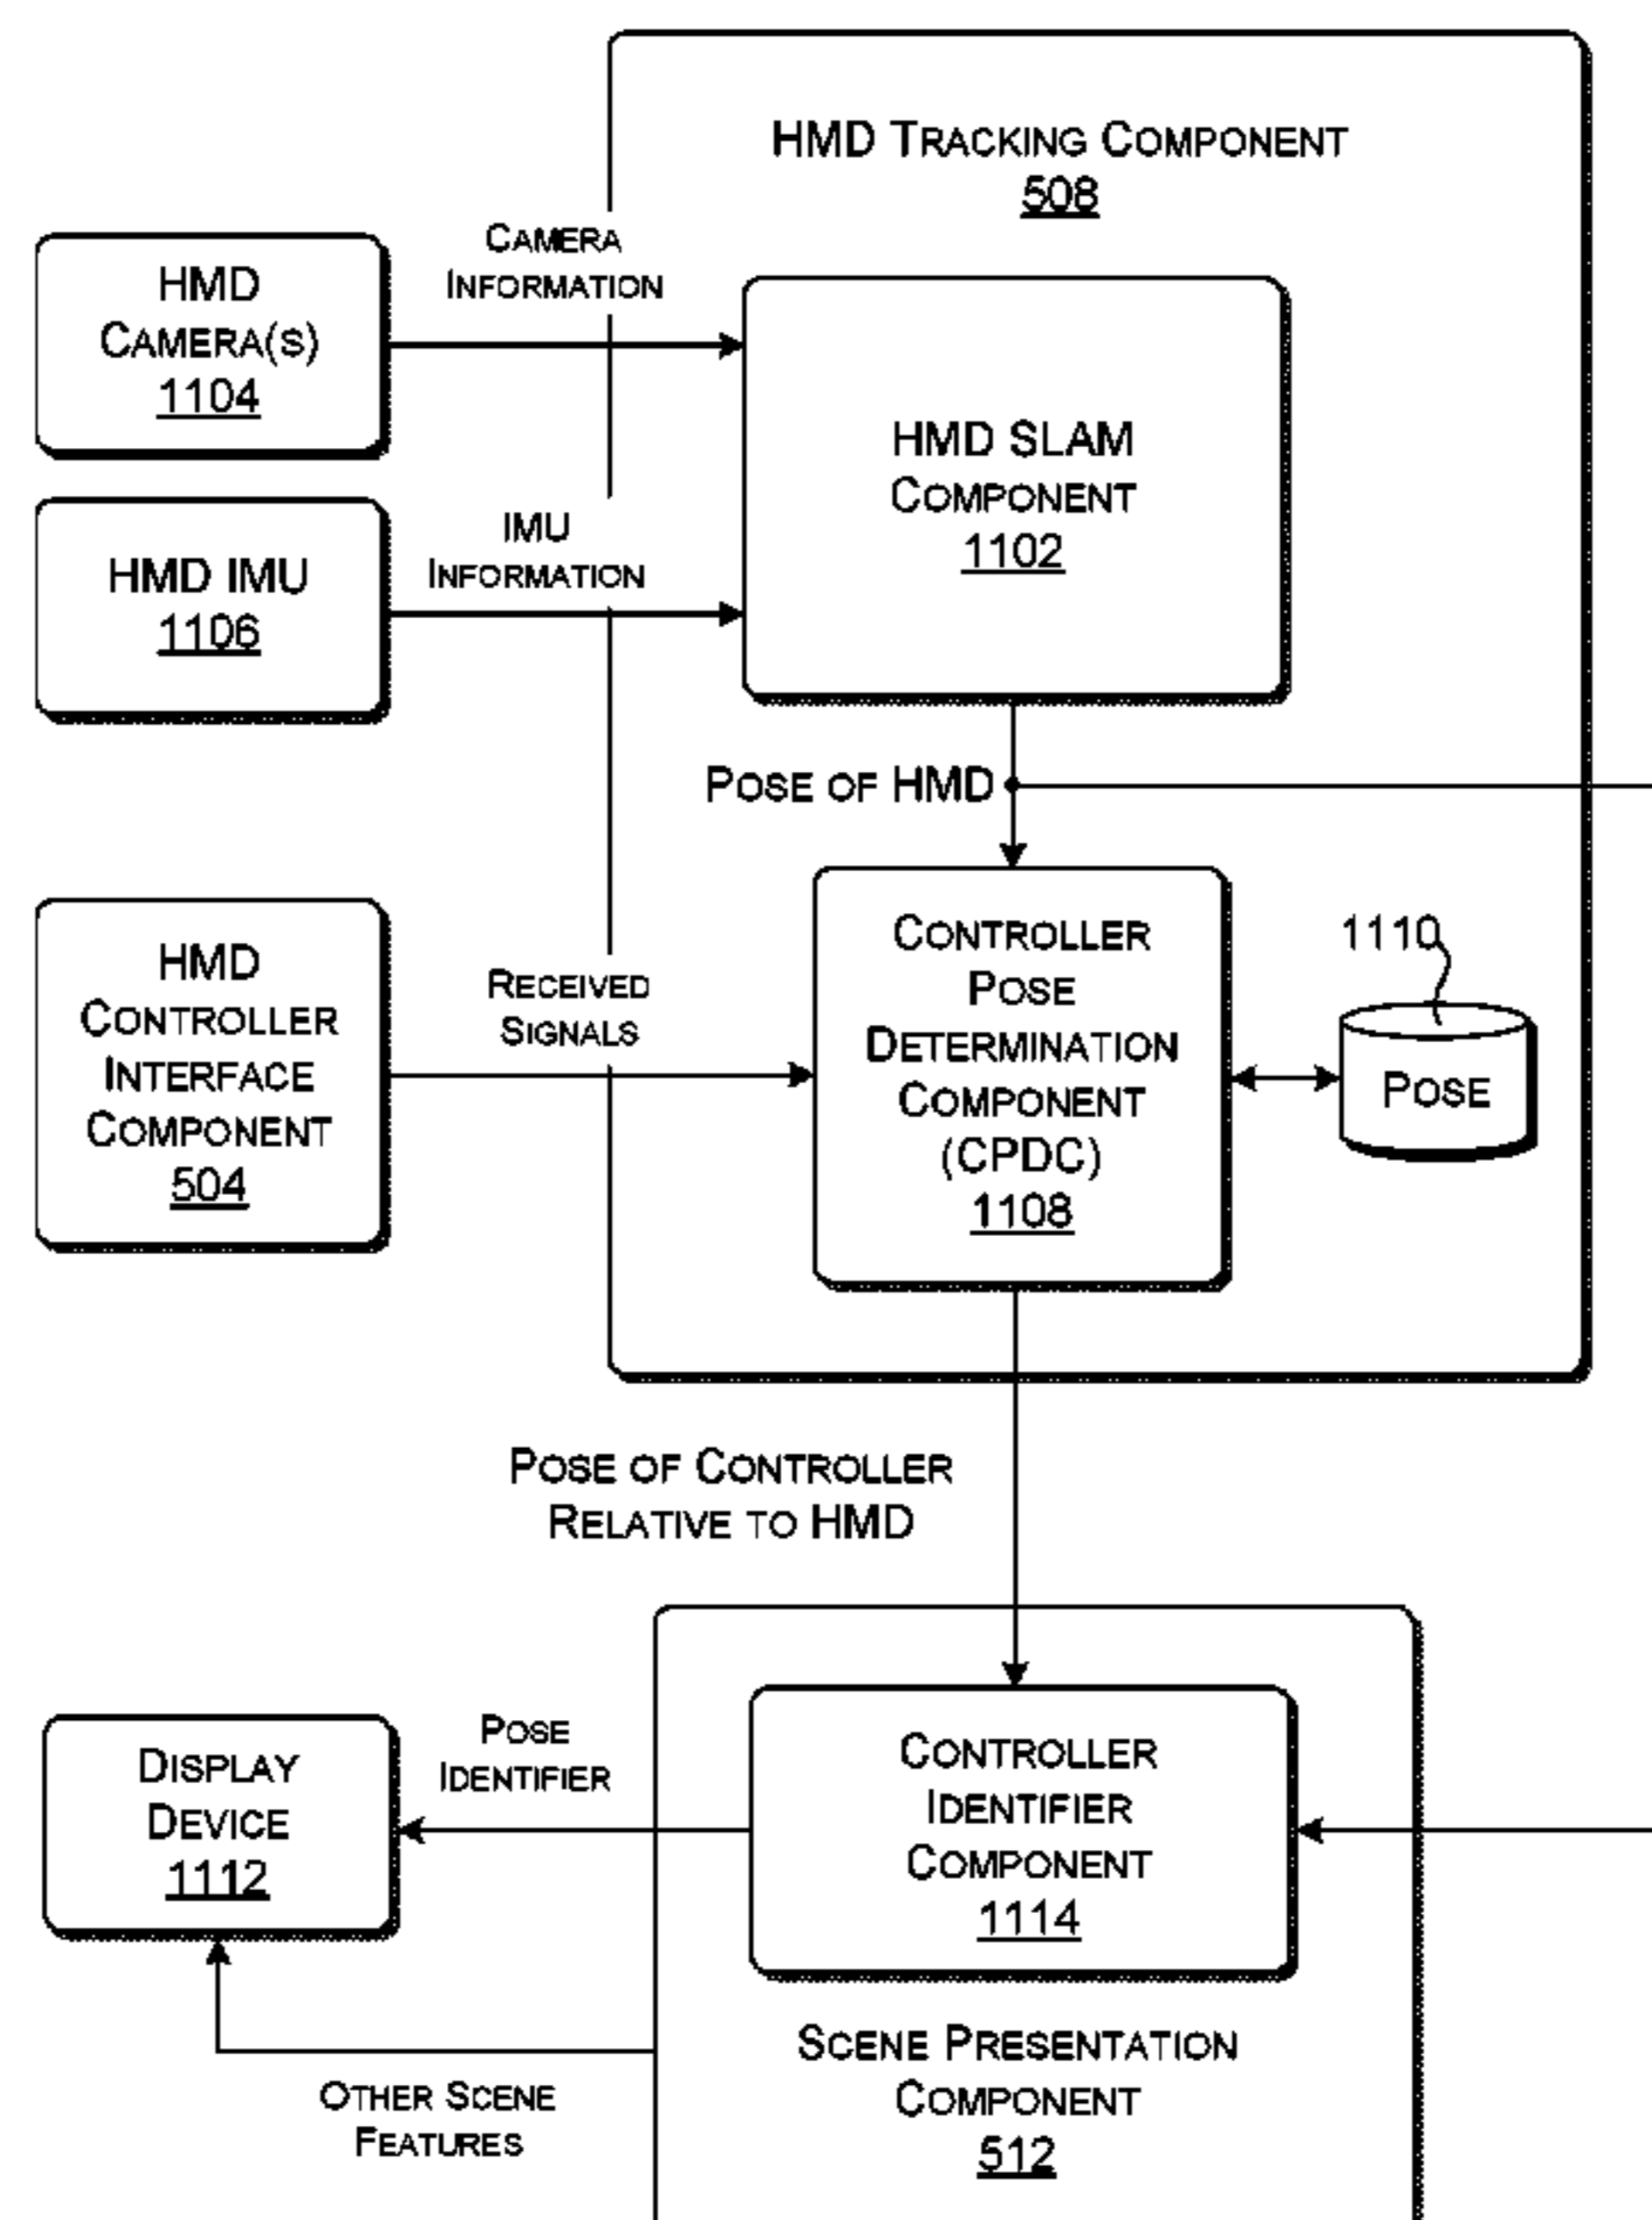 HMD TRACKING COMPONENT
508
CAMERA
INFORMATION
HMD
CAMERA(S)
1104
HMD SLAM
COMPONENT
1102
IMU
INFORMATION
HMD IMU
1106
POSE OF HMD
HMD
CONTROLLER
INTERFACE
COMPONENT
504
RECEIVED
SIGNALS
CONTROLLER
POSE
DETERMINATION
COMPONENT
(CPDC)
1108
1110
POSE
POSE OF CONTROLLER
RELATIVE TO HMD
DISPLAY
DEVICE
1112
POSE
IDENTIFIER
CONTROLLER
IDENTIFIER
COMPONENT
1114
OTHER SCENE
FEATURES
SCENE PRESENTATION
COMPONENT
512